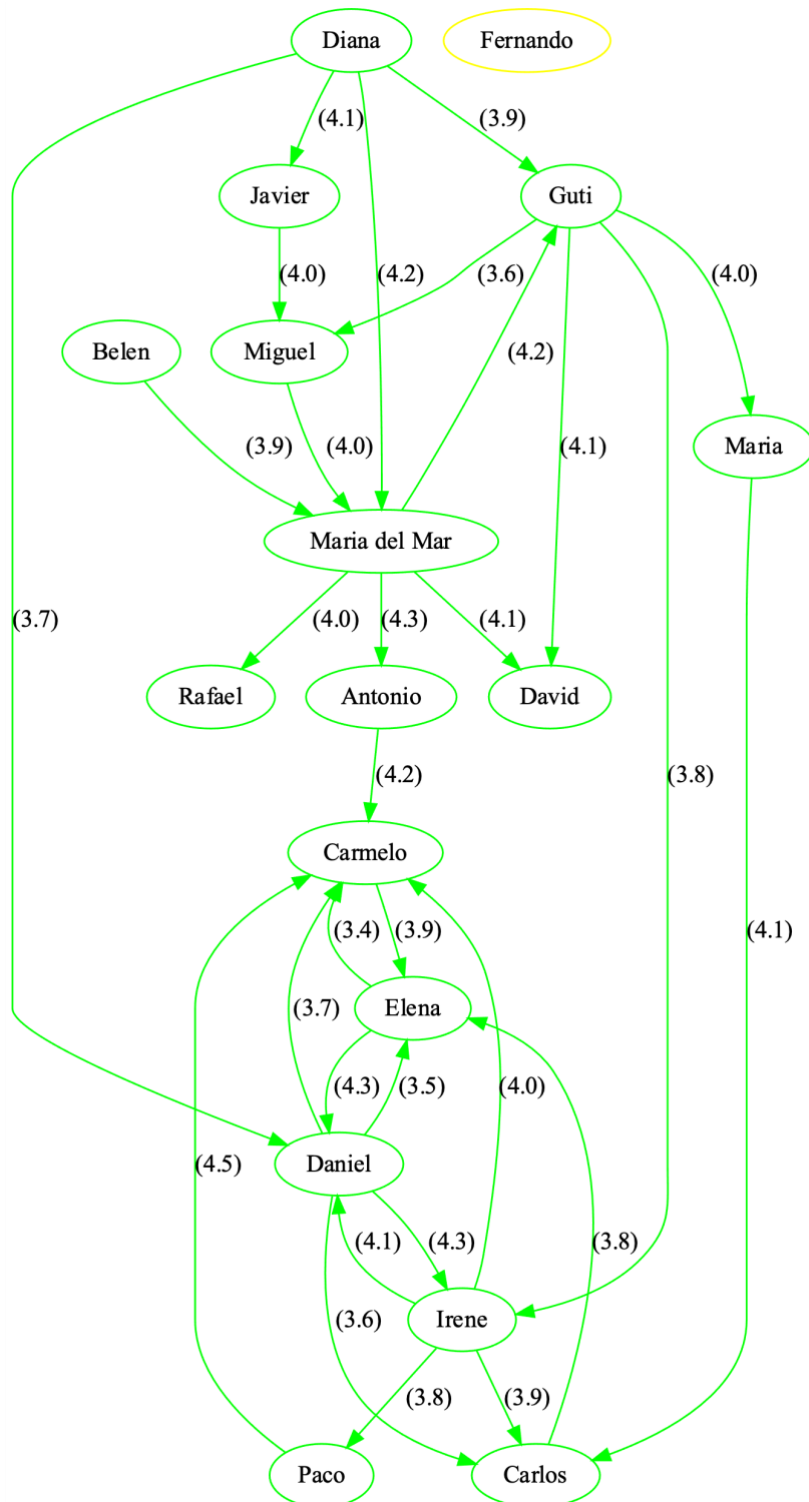 Diana Fernando
(4.1) (3.9)
Javier Guti
(4.0) (4.2) (3.6) (4.0)
Belen Miguel (4.2)
(3.9) (4.0) (4.1) Maria
Maria del Mar
(3.7) (4.0) (4.3) (4.1)
Rafael Antonio David
(4.2) (3.8)
Carmelo
(3.4) (3.9) (4.1)
(3.7) Elena
(4.3) (3.5) (4.0)
(4.5) Daniel
(4.1) (4.3) (3.8)
(3.6) Irene
(3.8) (3.9)
Paco Carlos